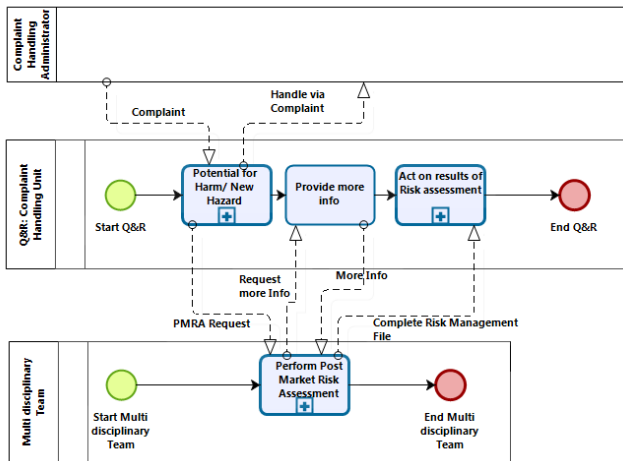 Complaint
Handling
Administrator
Complaint
Handle via
Complaint
Q&R: Complaint
Handling Unit
Start Q&R
Potential for
Harm/ New
Hazard
Provide more
info
Act on results of
Risk assessment
End Q&R
PMRA Request
Request
more Info
More Info
Complete Risk Management
File
Multi disciplinary
Team
Start Multi
disciplinary
Team
Perform Post
Market Risk
Assessment
End Multi
disciplinary
Team